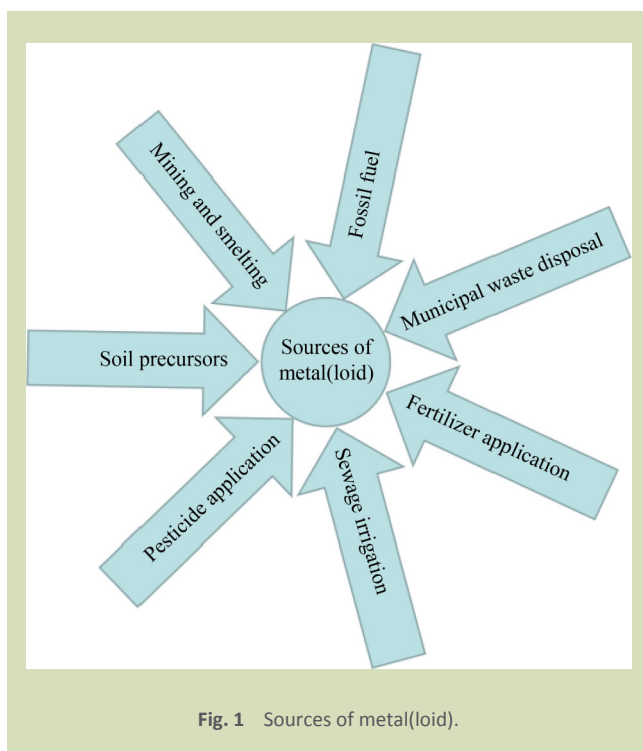 Fossil fuel
Mining and smelting
Municipal waste disposal
Soil precursors
Sources of
metal(loid)
Fertilizer application
Pesticide application
Sewage irrigation
Fig. 1 Sources of metal(loid).